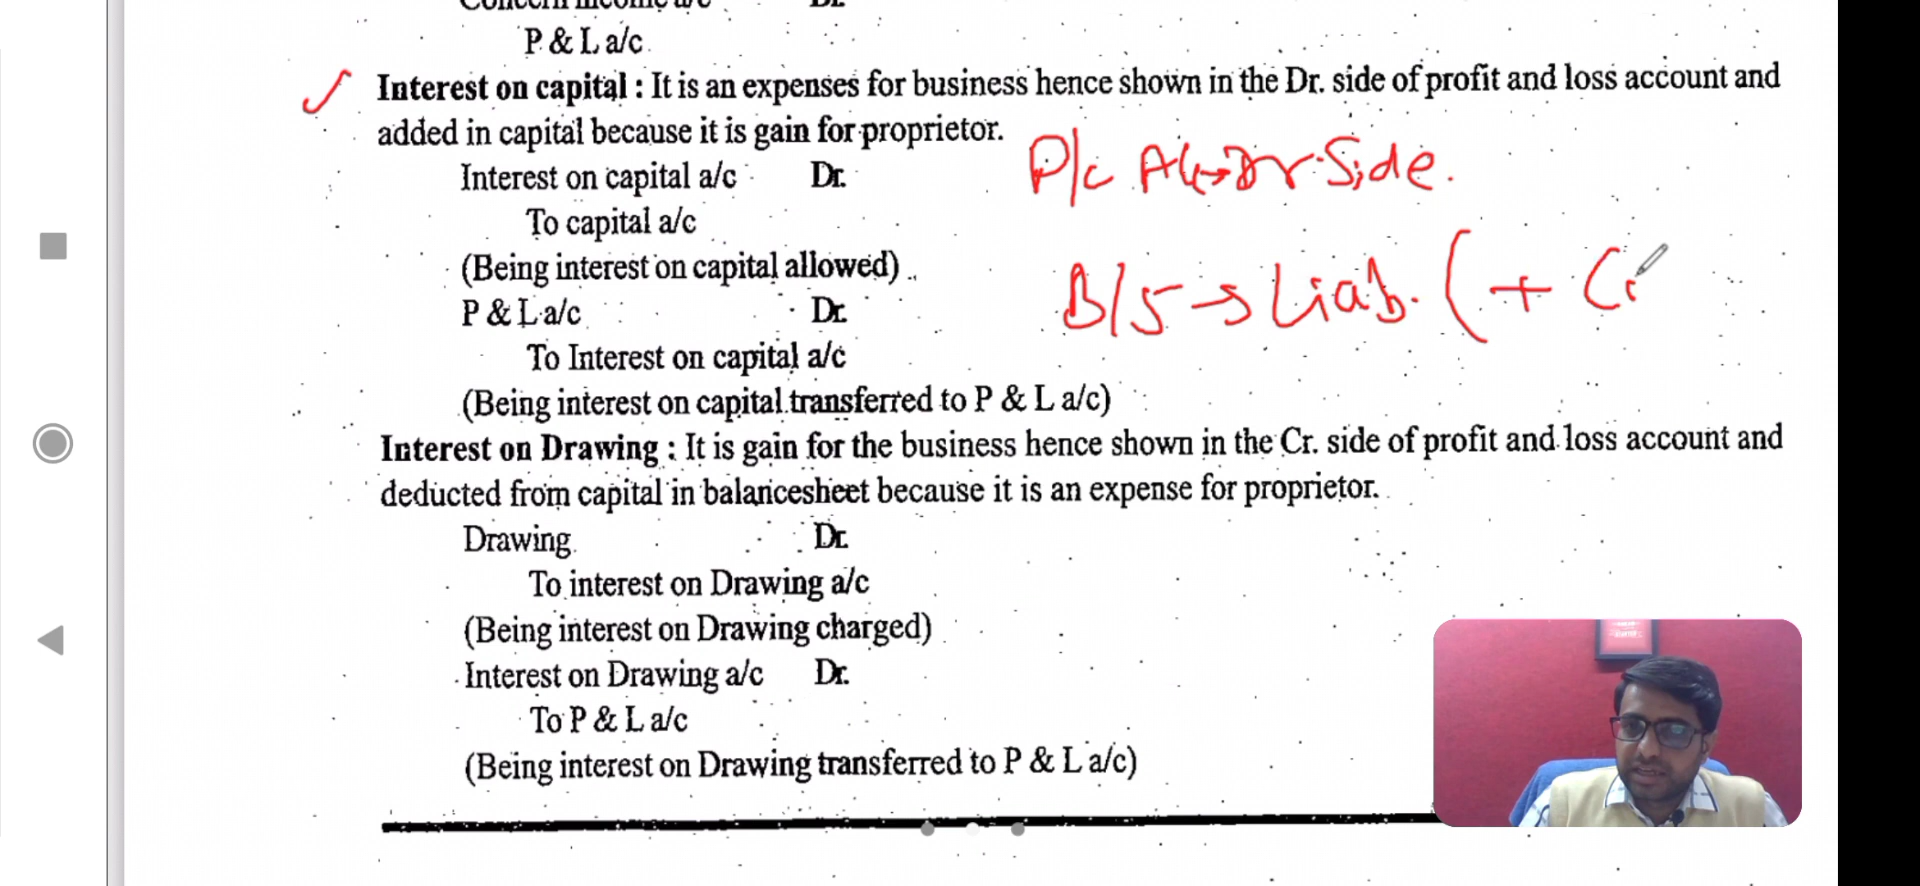 P & L a/c
Interest on capital : It is an expenses for business hence shown in the Dr. side of profit and loss account and
added in capital because it is gain for proprietor.
P/L A/c → Dr. Side.
Interest on capital a/c Dr.
To capital a/c
(Being interest on capital allowed)
B/S → Liab. ( +
P & L a/c Dr.
To Interest on capital a/c
(Being interest on capital transferred to P & L a/c)
Interest on Drawing : It is gain for the business hence shown in the Cr. side of profit and loss account and
deducted from capital in balancesheet because it is an expense for proprietor.
Drawing Dr.
To interest on Drawing a/c
(Being interest on Drawing charged)
Interest on Drawing a/c Dr.
To P & L a/c
(Being interest on Drawing transferred to P & L a/c)